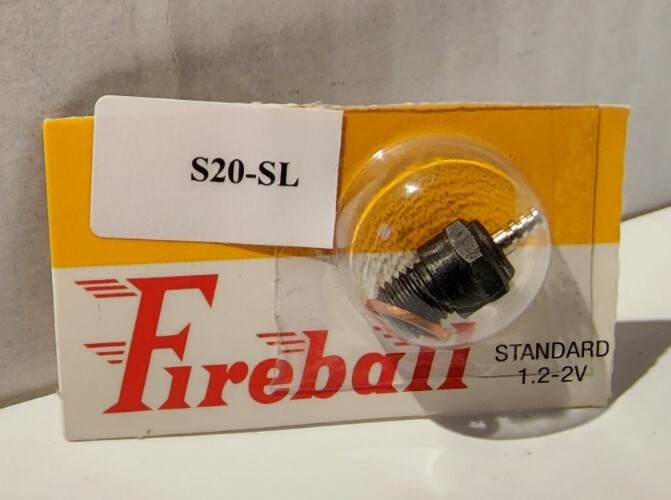 S20-SL
Fireball
STANDARD
1.2-2V